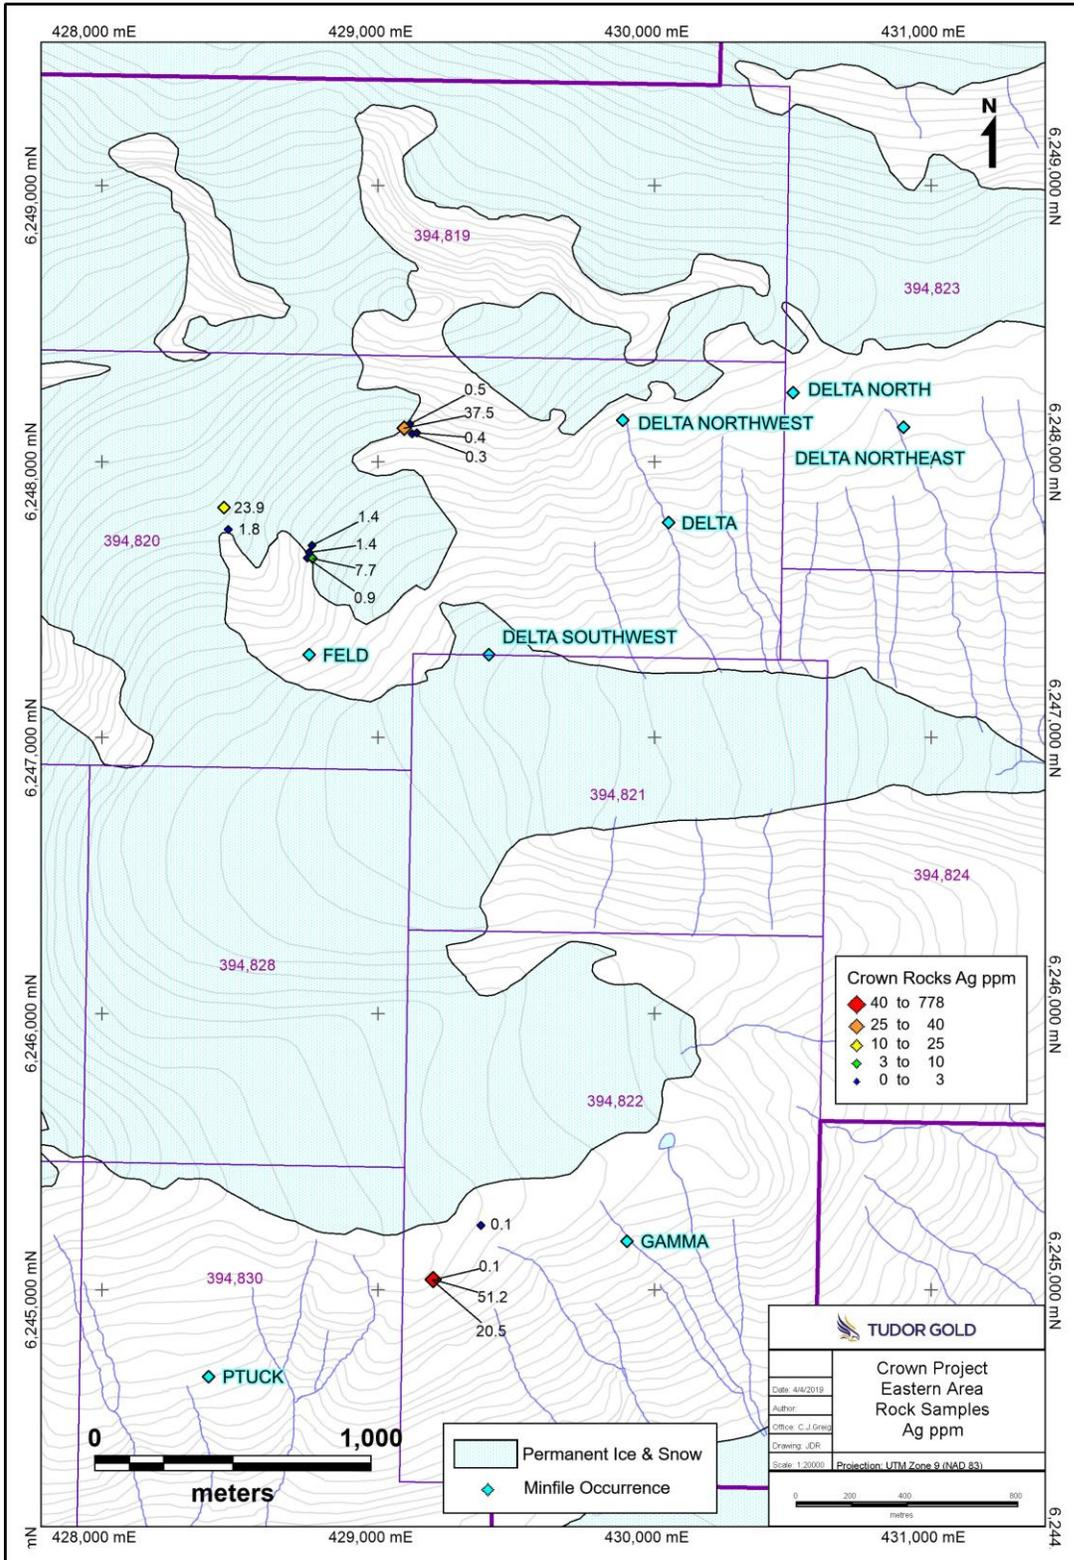 428,000 mE
429,000 mE
430,000 mE
431,000 mE
N
6,249,000 mN
6,249,000 mN
394,819
394,823
0.5
37.5
0.4
0.3
DELTA NORTH
DELTA NORTHWEST
DELTA NORTHEAST
6,248,000 mN
6,248,000 mN
23.9
1.8
394,820
1.4
1.4
7.7
0.9
DELTA
FELD
DELTA SOUTHWEST
6,247,000 mN
6,247,000 mN
394,821
394,824
394,828
Crown Rocks Ag ppm
40 to 778
25 to 40
10 to 25
3 to 10
0 to 3
6,246,000 mN
6,246,000 mN
394,822
0.1
GAMMA
0.1
51.2
20.5
394,830
6,245,000 mN
6,245,000 mN
PTUCK
TUDOR GOLD
Crown Project
Eastern Area
Rock Samples
Ag ppm
Date: 4/4/2019
Author:
Office: C.J.Greig
Drawing: JDR
Scale: 1:20000
Projection: UTM Zone 9 (NAD 83)
0 200 400 800
metres
0 1,000
meters
Permanent Ice & Snow
Minfile Occurrence
mN
6,244,
428,000 mE
429,000 mE
430,000 mE
431,000 mE